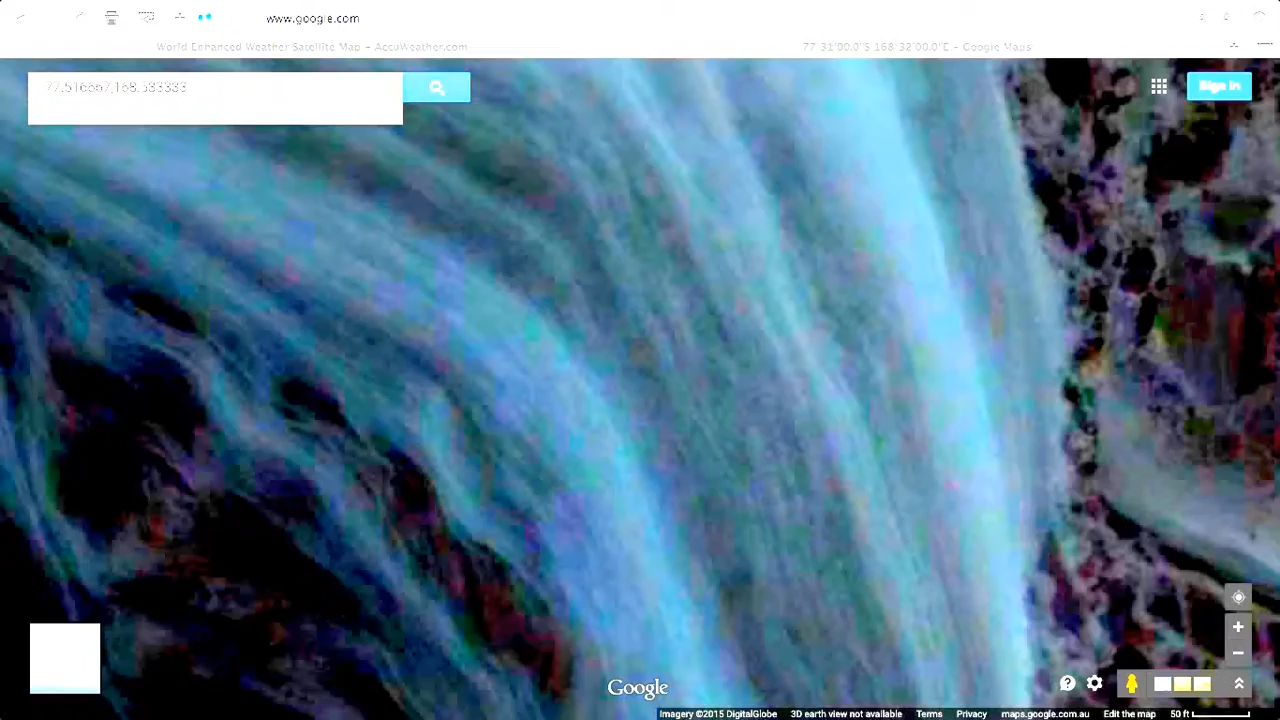 www.google.com
World Enhanced Weather Satellite Map – AccuWeather.com
77°31'00.0"S 168°32'00.0"E – Google Maps
Sign in
Google
Imagery ©2015 DigitalGlobe 3D earth view not available Terms Privacy maps.google.com.au Edit the map 50 ft